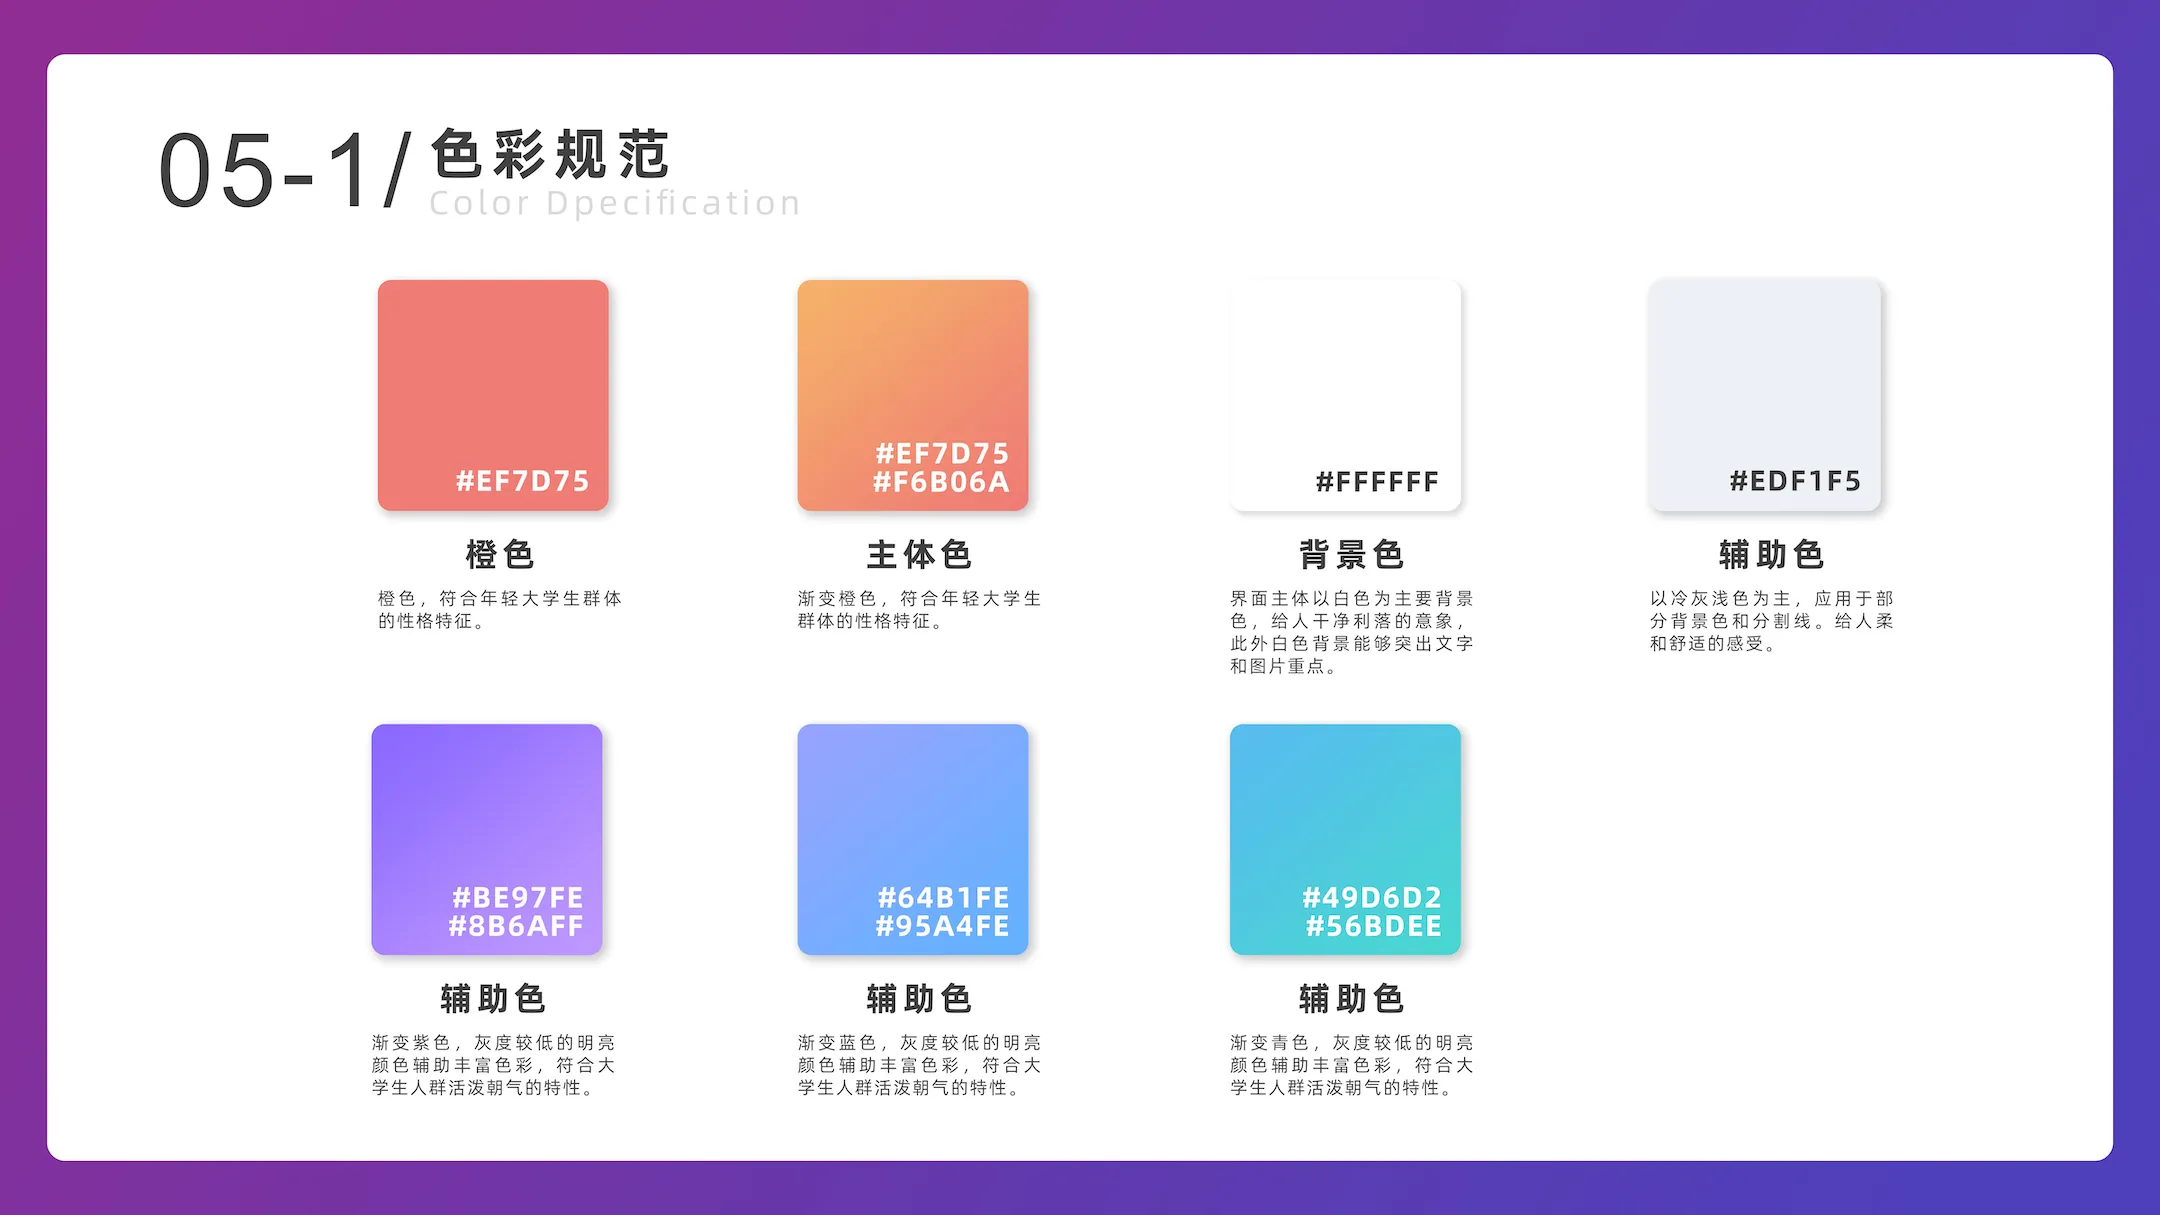 05-1/ 色彩规范
Color Dpecification
#EF7D75
橙色
橙色，符合年轻大学生群体
的性格特征。
#EF7D75
#F6B06A
主体色
渐变橙色，符合年轻大学生
群体的性格特征。
#FFFFFF
背景色
界面主体以白色为主要背景
色，给人干净利落的意象，
此外白色背景能够突出文字
和图片重点。
#EDF1F5
辅助色
以冷灰浅色为主，应用于部
分背景色和分割线。给人柔
和舒适的感受。
#BE97FE
#8B6AFF
辅助色
渐变紫色，灰度较低的明亮
颜色辅助丰富色彩，符合大
学生人群活泼朝气的特性。
#64B1FE
#95A4FE
辅助色
渐变蓝色，灰度较低的明亮
颜色辅助丰富色彩，符合大
学生人群活泼朝气的特性。
#49D6D2
#56BDEE
辅助色
渐变青色，灰度较低的明亮
颜色辅助丰富色彩，符合大
学生人群活泼朝气的特性。